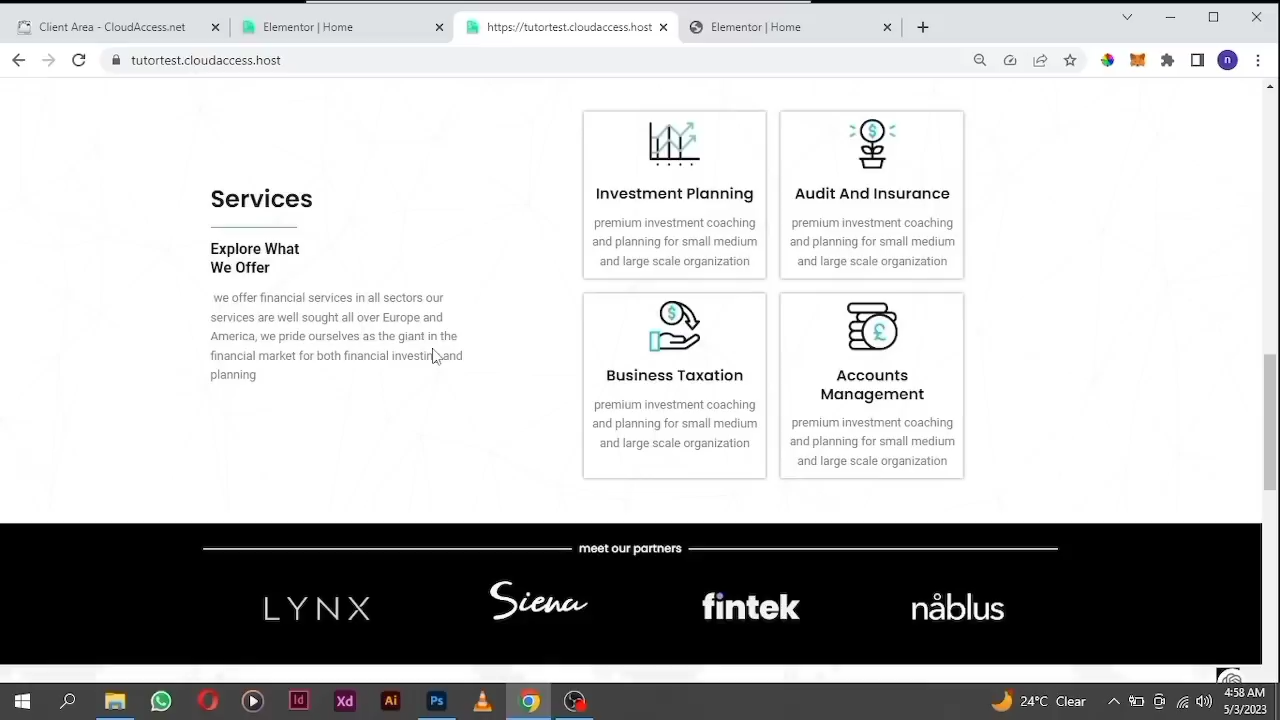 Client Area - CloudAccess.net
Elementor | Home
https://tutortest.cloudaccess.host
Elementor | Home
tutortest.cloudaccess.host
n
Services
Explore What
We Offer
we offer financial services in all sectors our
services are well sought all over Europe and
America, we pride ourselves as the giant in the
financial market for both financial investing and
planning
Investment Planning
premium investment coaching
and planning for small medium
and large scale organization
Audit And Insurance
premium investment coaching
and planning for small medium
and large scale organization
Business Taxation
premium investment coaching
and planning for small medium
and large scale organization
Accounts
Management
premium investment coaching
and planning for small medium
and large scale organization
meet our partners
LYNX
Siena
fintek
nåblus
Id
Xd
Ai
Ps
24°C Clear
4:58 AM
5/3/2023